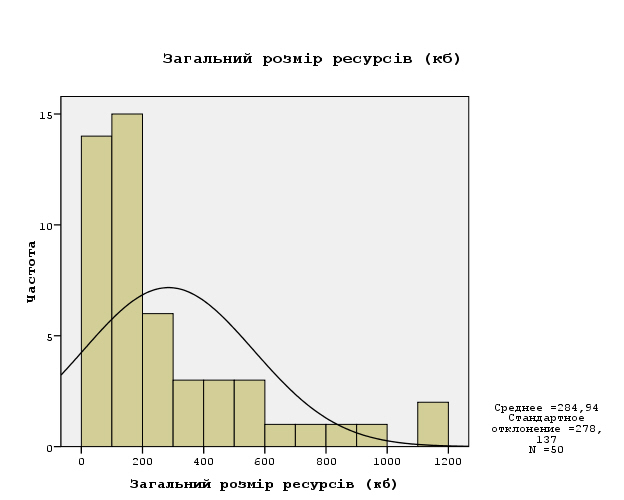 Загальний розмір ресурсів (кб)
15
10
5
0
Частота
0 200 400 600 800 1000 1200
Загальний розмір ресурсів (кб)
Среднее =284,94
Стандартное
отклонение =278,
137
N =50